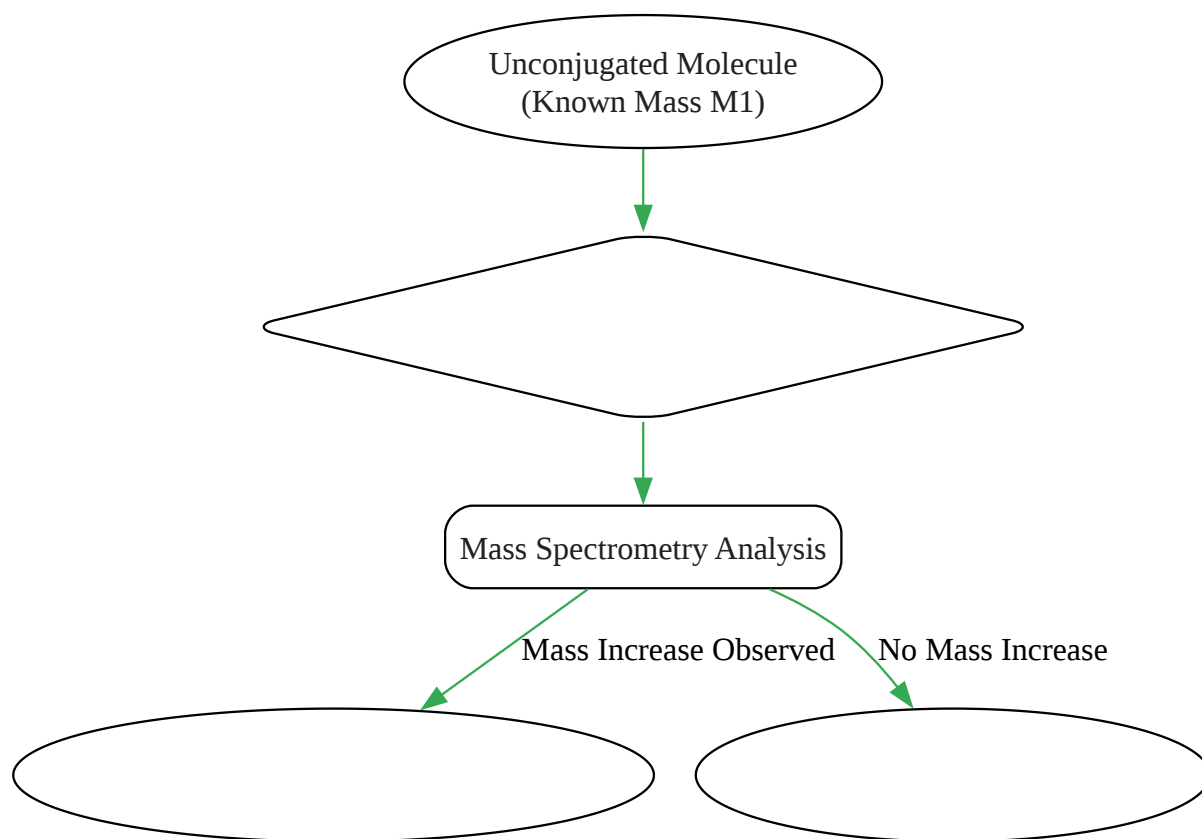 Unconjugated Molecule
(Known Mass M1)
Mass Spectrometry Analysis
Mass Increase Observed
No Mass Increase